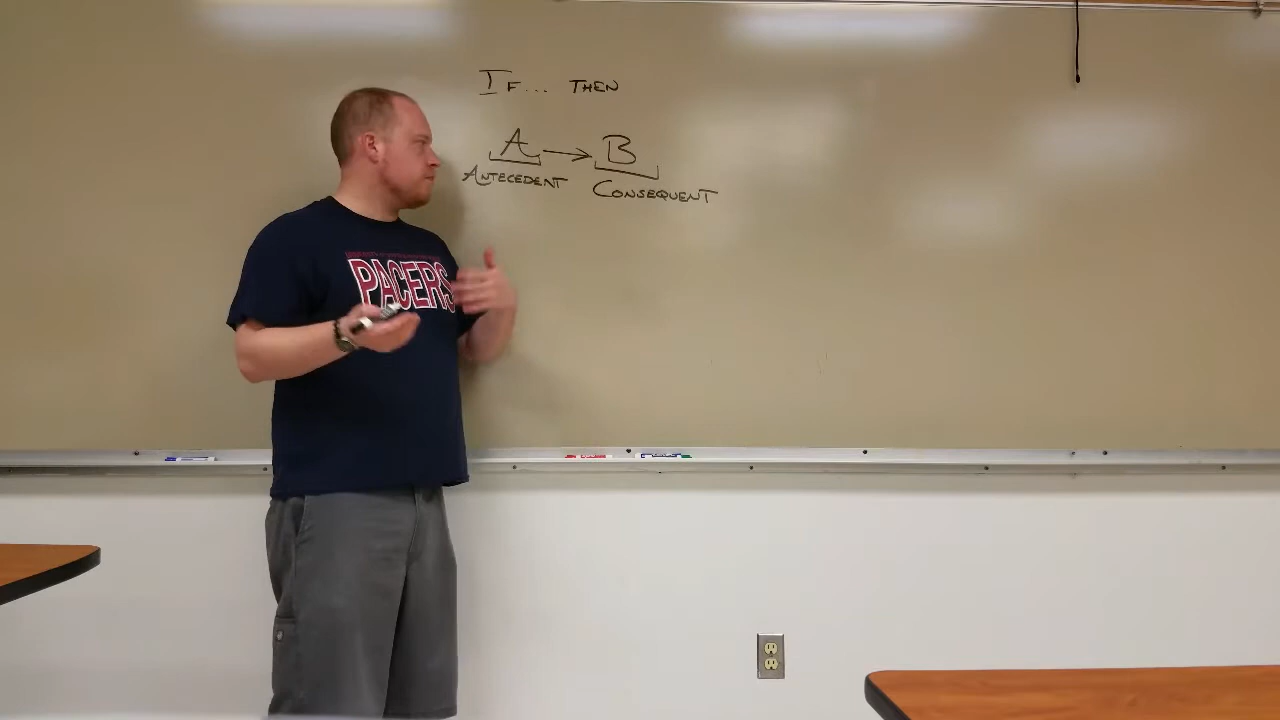 IF... THEN
A → B
ANTECEDENT CONSEQUENT
PACERS